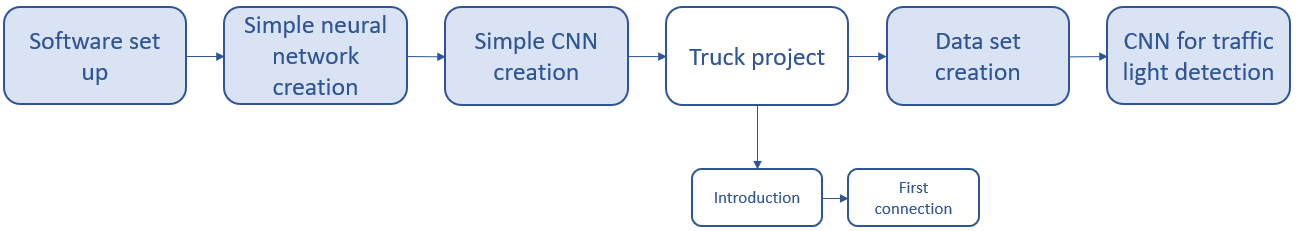 Software set
up
Simple neural
network
creation
Simple CNN
creation
Truck project
Data set
creation
CNN for traffic
light detection
Introduction
First
connection